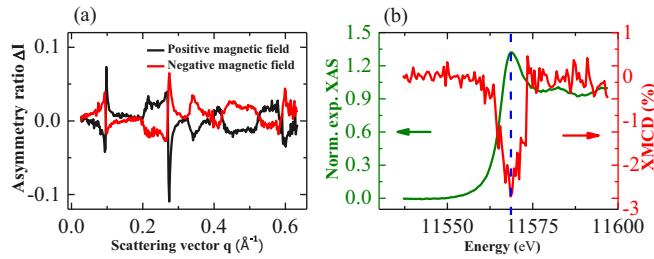 (a)
0.1
0.0
-0.1
Asymmetry ratio ΔI
Positive magnetic field
Negative magnetic field
0.0 0.2 0.4 0.6
Scattering vector q (Å⁻¹)
(b)
1.5
1.2
0.9
0.6
0.3
0.0
Norm. exp. XAS
1
0
-1
-2
-3
XMCD (%)
11550 11575 11600
Energy (eV)